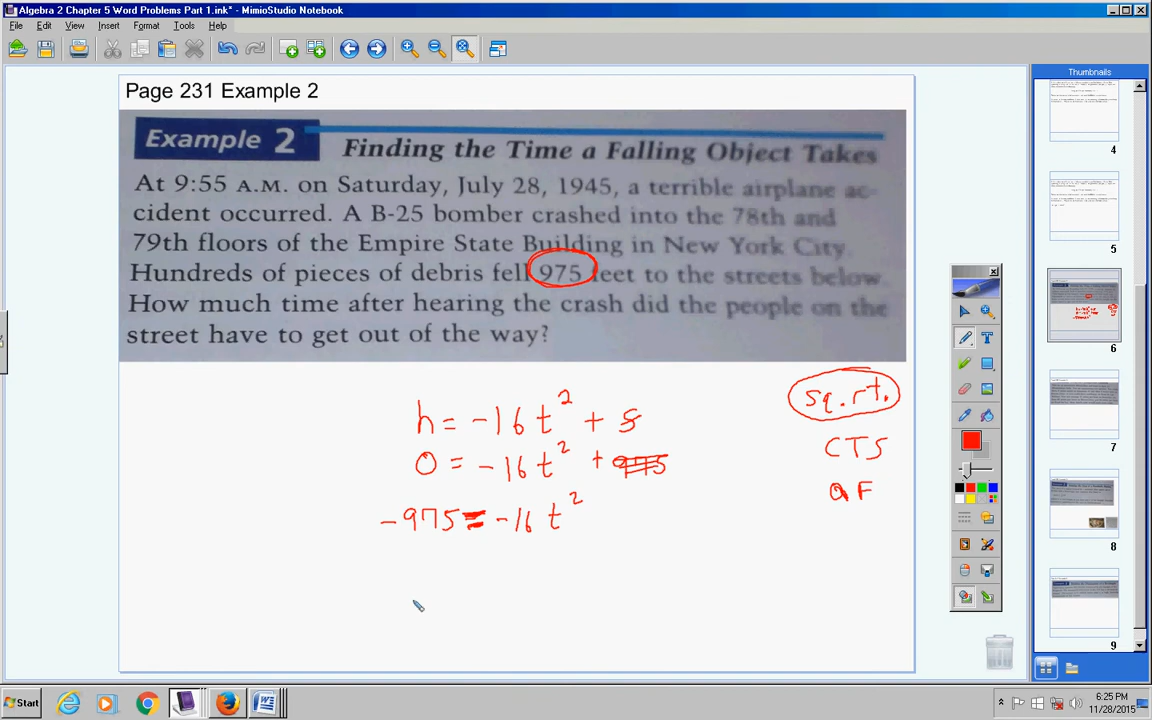 Algebra 2 Chapter 5 Word Problems Part 1.ink* - MimioStudio Notebook
File Edit View Insert Format Tools Help
Page 231 Example 2
Example 2 Finding the Time a Falling Object Takes
At 9:55 A.M. on Saturday, July 28, 1945, a terrible airplane ac-
cident occurred. A B-25 bomber crashed into the 78th and
79th floors of the Empire State Building in New York City.
Hundreds of pieces of debris fell 975 feet to the streets below.
How much time after hearing the crash did the people on the
street have to get out of the way?
h = -16t² + s
0 = -16t² + 975
-975 = -16t²
sq.rt.
CTS
QF
Thumbnails
4
5
6
7
8
9
Start
6:25 PM
11/28/2015